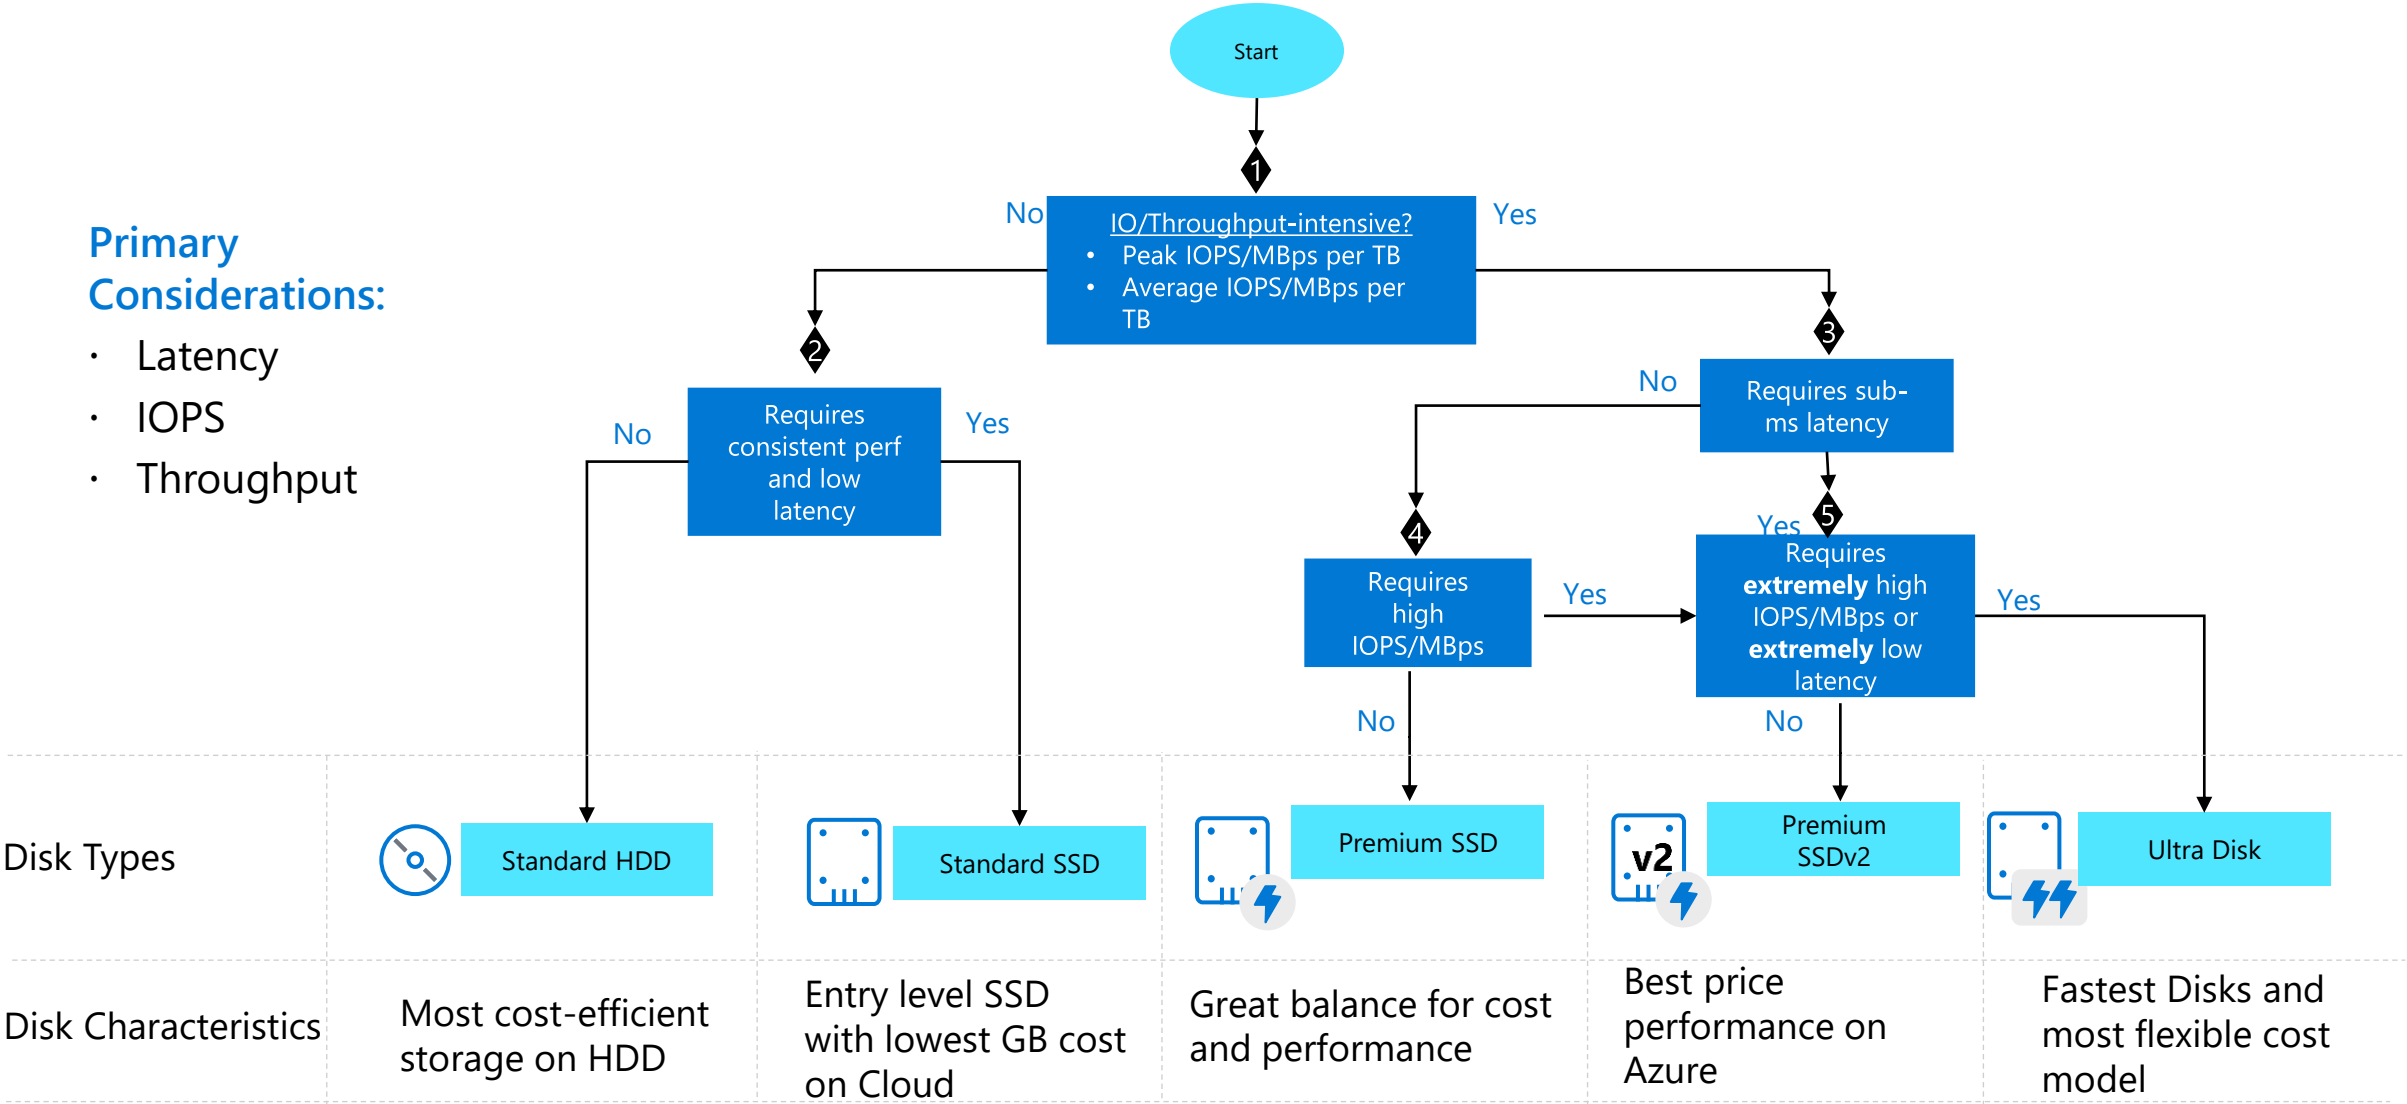 Start
1
No
IO/Throughput-intensive?
• Peak IOPS/MBps per TB
• Average IOPS/MBps per
TB
Yes
Primary
Considerations:
· Latency
· IOPS
· Throughput
2
3
No
Requires
consistent perf
and low
latency
Yes
No
Requires sub-
ms latency
4
Yes
5
Requires
high
IOPS/MBps
Yes
Requires
extremely high
IOPS/MBps or
extremely low
latency
Yes
No
No
Disk Types
Standard HDD
Standard SSD
Premium SSD
v2
Premium
SSDv2
Ultra Disk
Disk Characteristics
Most cost-efficient
storage on HDD
Entry level SSD
with lowest GB cost
on Cloud
Great balance for cost
and performance
Best price
performance on
Azure
Fastest Disks and
most flexible cost
model